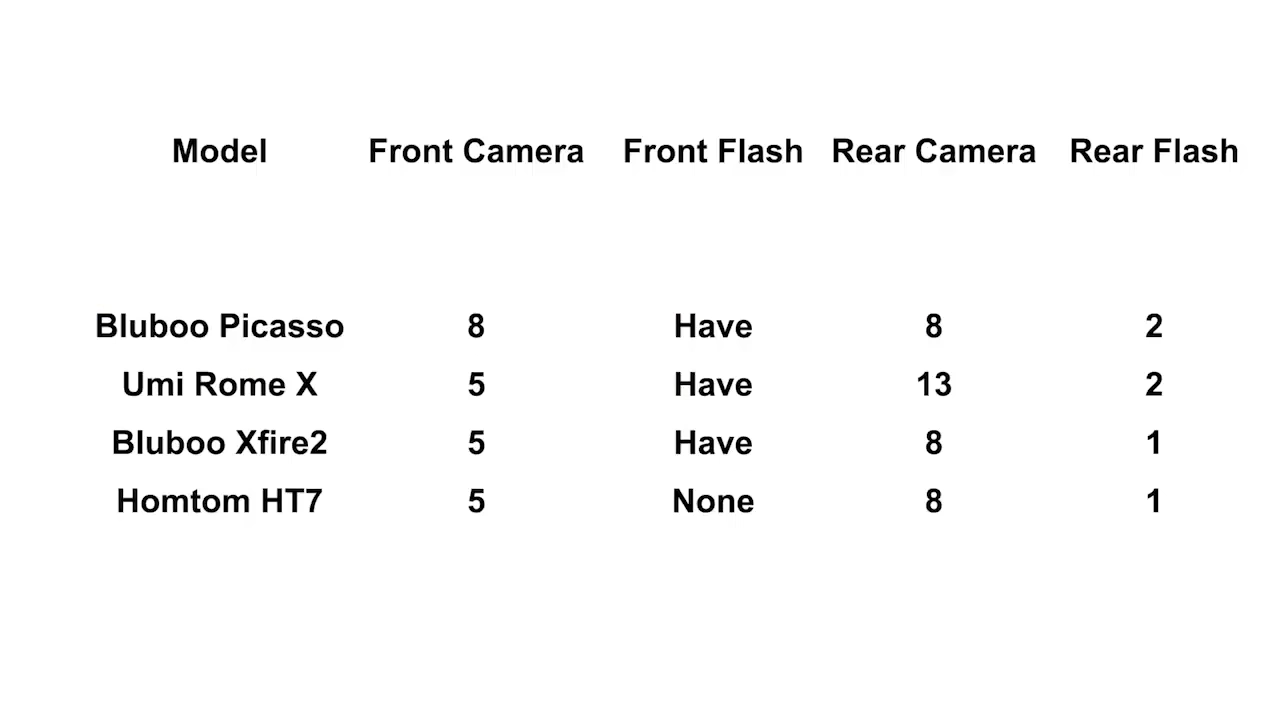 Model Front Camera Front Flash Rear Camera Rear Flash
Bluboo Picasso 8 Have 8 2
Umi Rome X 5 Have 13 2
Bluboo Xfire2 5 Have 8 1
Homtom HT7 5 None 8 1